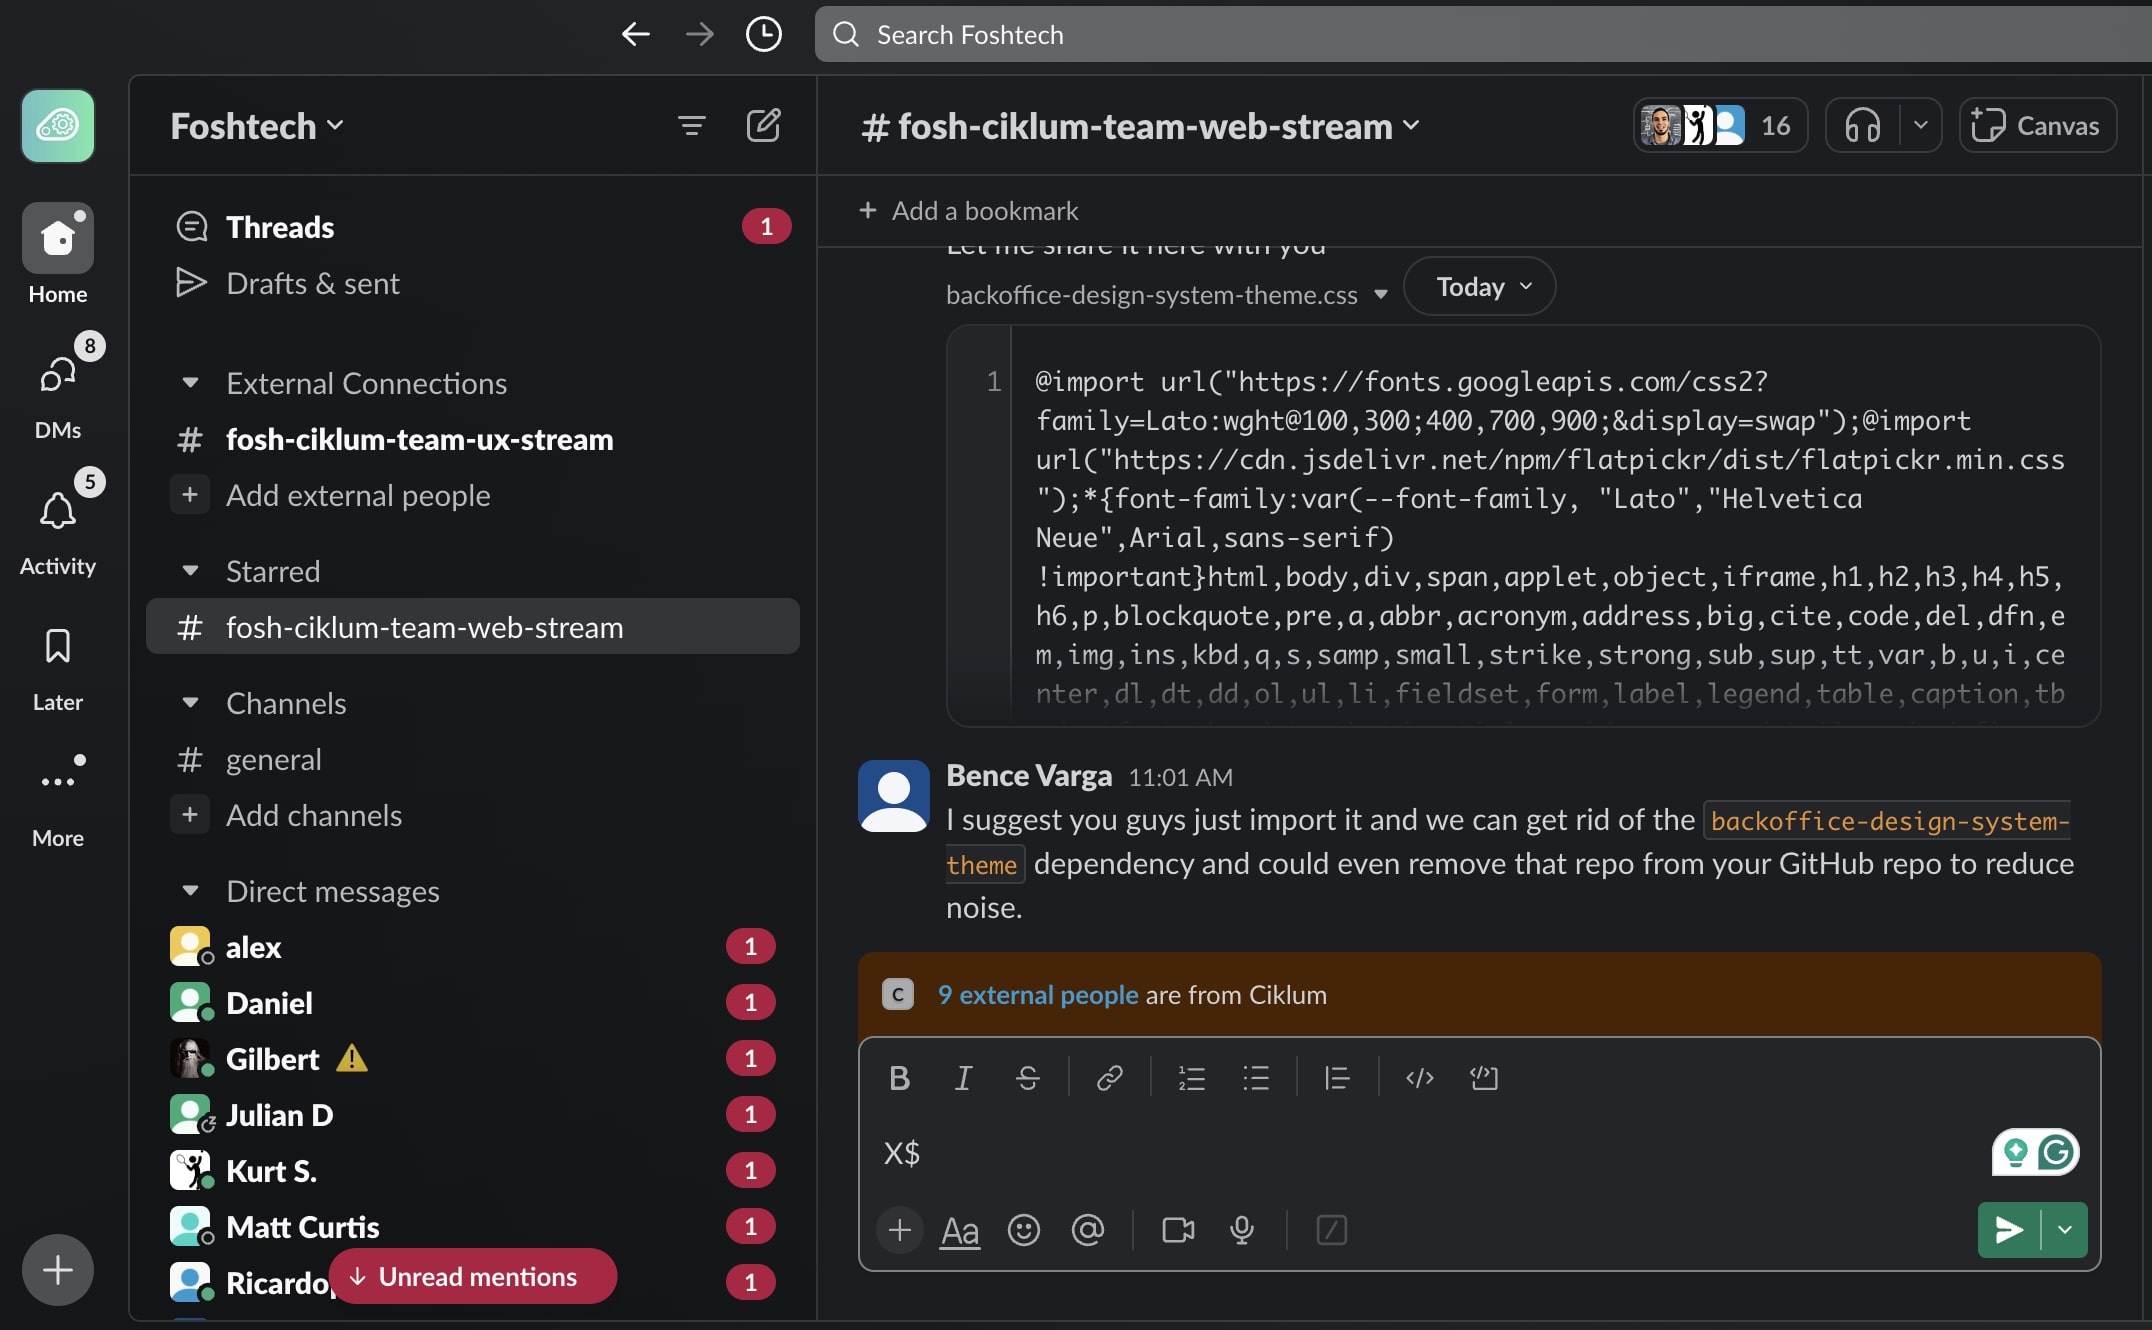 Search Foshtech
Foshtech
# fosh-ciklum-team-web-stream
16
Canvas
Home
Threads
1
Drafts & sent
+ Add a bookmark
Let me share it here with you
backoffice-design-system-theme.css
Today
8
DMs
External Connections
# fosh-ciklum-team-ux-stream
+ Add external people
5
Activity
Starred
# fosh-ciklum-team-web-stream
Later
Channels
# general
+ Add channels
More
Direct messages
alex
1
Daniel
1
Gilbert
1
Julian D
1
Kurt S.
1
Matt Curtis
1
Ricardo
1
Unread mentions
1
@import url("https://fonts.googleapis.com/css2?
family=Lato:wght@100,300;400,700,900;&display=swap");@import
url("https://cdn.jsdelivr.net/npm/flatpickr/dist/flatpickr.min.css
");*{font-family:var(--font-family, "Lato","Helvetica
Neue",Arial,sans-serif)
!important}html,body,div,span,applet,object,iframe,h1,h2,h3,h4,h5,
h6,p,blockquote,pre,a,abbr,acronym,address,big,cite,code,del,dfn,e
m,img,ins,kbd,q,s,samp,small,strike,strong,sub,sup,tt,var,b,u,i,ce
nter,dl,dt,dd,ol,ul,li,fieldset,form,label,legend,table,caption,tb
Bence Varga 11:01 AM
I suggest you guys just import it and we can get rid of the backoffice-design-system-
theme dependency and could even remove that repo from your GitHub repo to reduce
noise.
C 9 external people are from Ciklum
B I S
X$
Aa